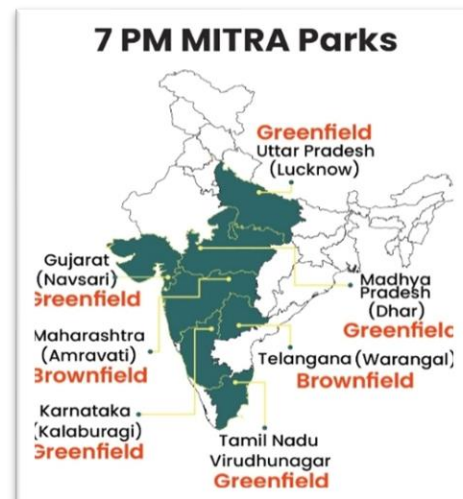 7 PM MITRA Parks
Greenfield
Uttar Pradesh
(Lucknow)
Gujarat
(Navsari)
Greenfield
Madhya
Pradesh
(Dhar)
Greenfield
Maharashtra
(Amravati)
Brownfield
Telangana (Warangal)
Brownfield
Karnataka
(Kalaburagi)
Greenfield
Tamil Nadu
Virudhunagar
Greenfield